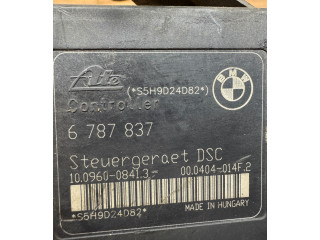 Ate
(*S5H9D24D82*)
BMW
Controller
6 787 837
Steuergeraet DSC
10.0960-0841.3-
00.0404-014F.2
*S5H9D24D82*
MADE IN HUNGARY